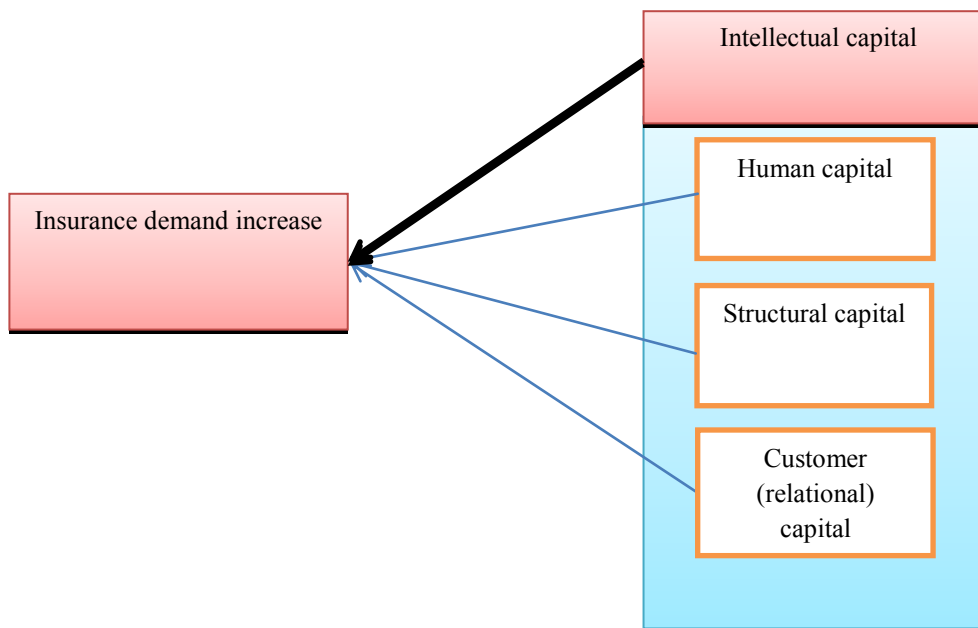 Intellectual capital
Human capital
Insurance demand increase
Structural capital
Customer
(relational)
capital